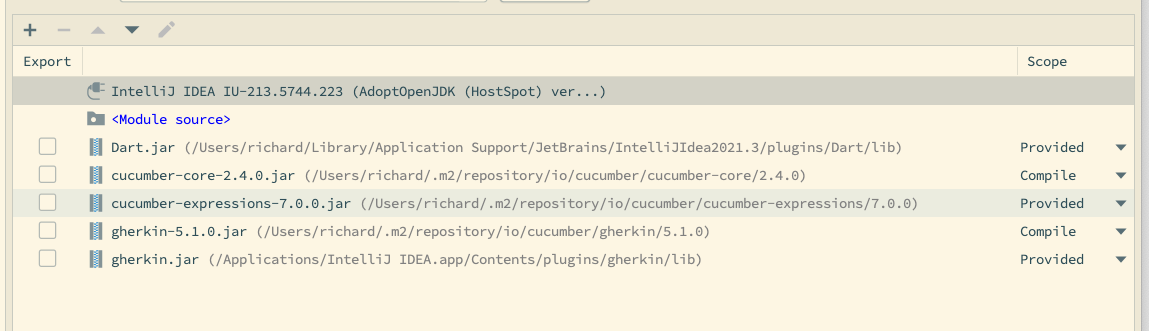 Export Scope
IntelliJ IDEA IU-213.5744.223 (AdoptOpenJDK (HostSpot) ver...)
<Module source>
Dart.jar (/Users/richard/Library/Application Support/JetBrains/IntelliJIdea2021.3/plugins/Dart/lib) Provided
cucumber-core-2.4.0.jar (/Users/richard/.m2/repository/io/cucumber/cucumber-core/2.4.0) Compile
cucumber-expressions-7.0.0.jar (/Users/richard/.m2/repository/io/cucumber/cucumber-expressions/7.0.0) Provided
gherkin-5.1.0.jar (/Users/richard/.m2/repository/io/cucumber/gherkin/5.1.0) Compile
gherkin.jar (/Applications/IntelliJ IDEA.app/Contents/plugins/gherkin/lib) Provided